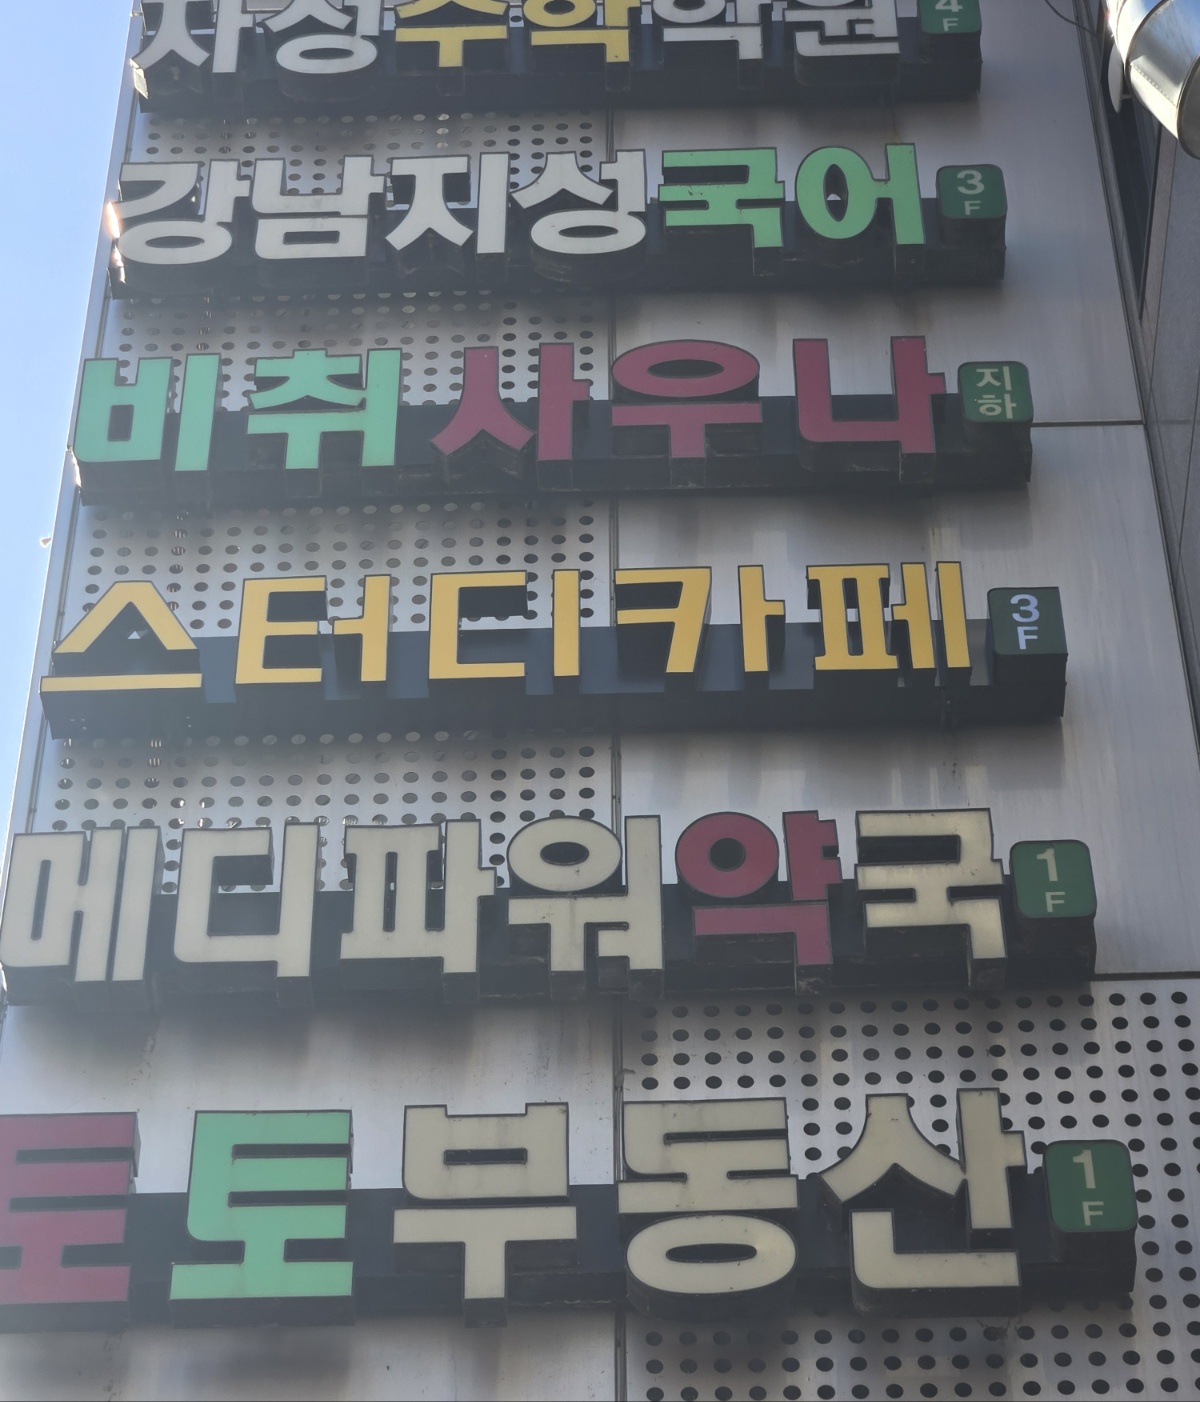 자성수학학원 4F
강남지성국어 3F
비취사우나 지하
스터디카페 3F
메디파워약국 1F
토토부동산 1F